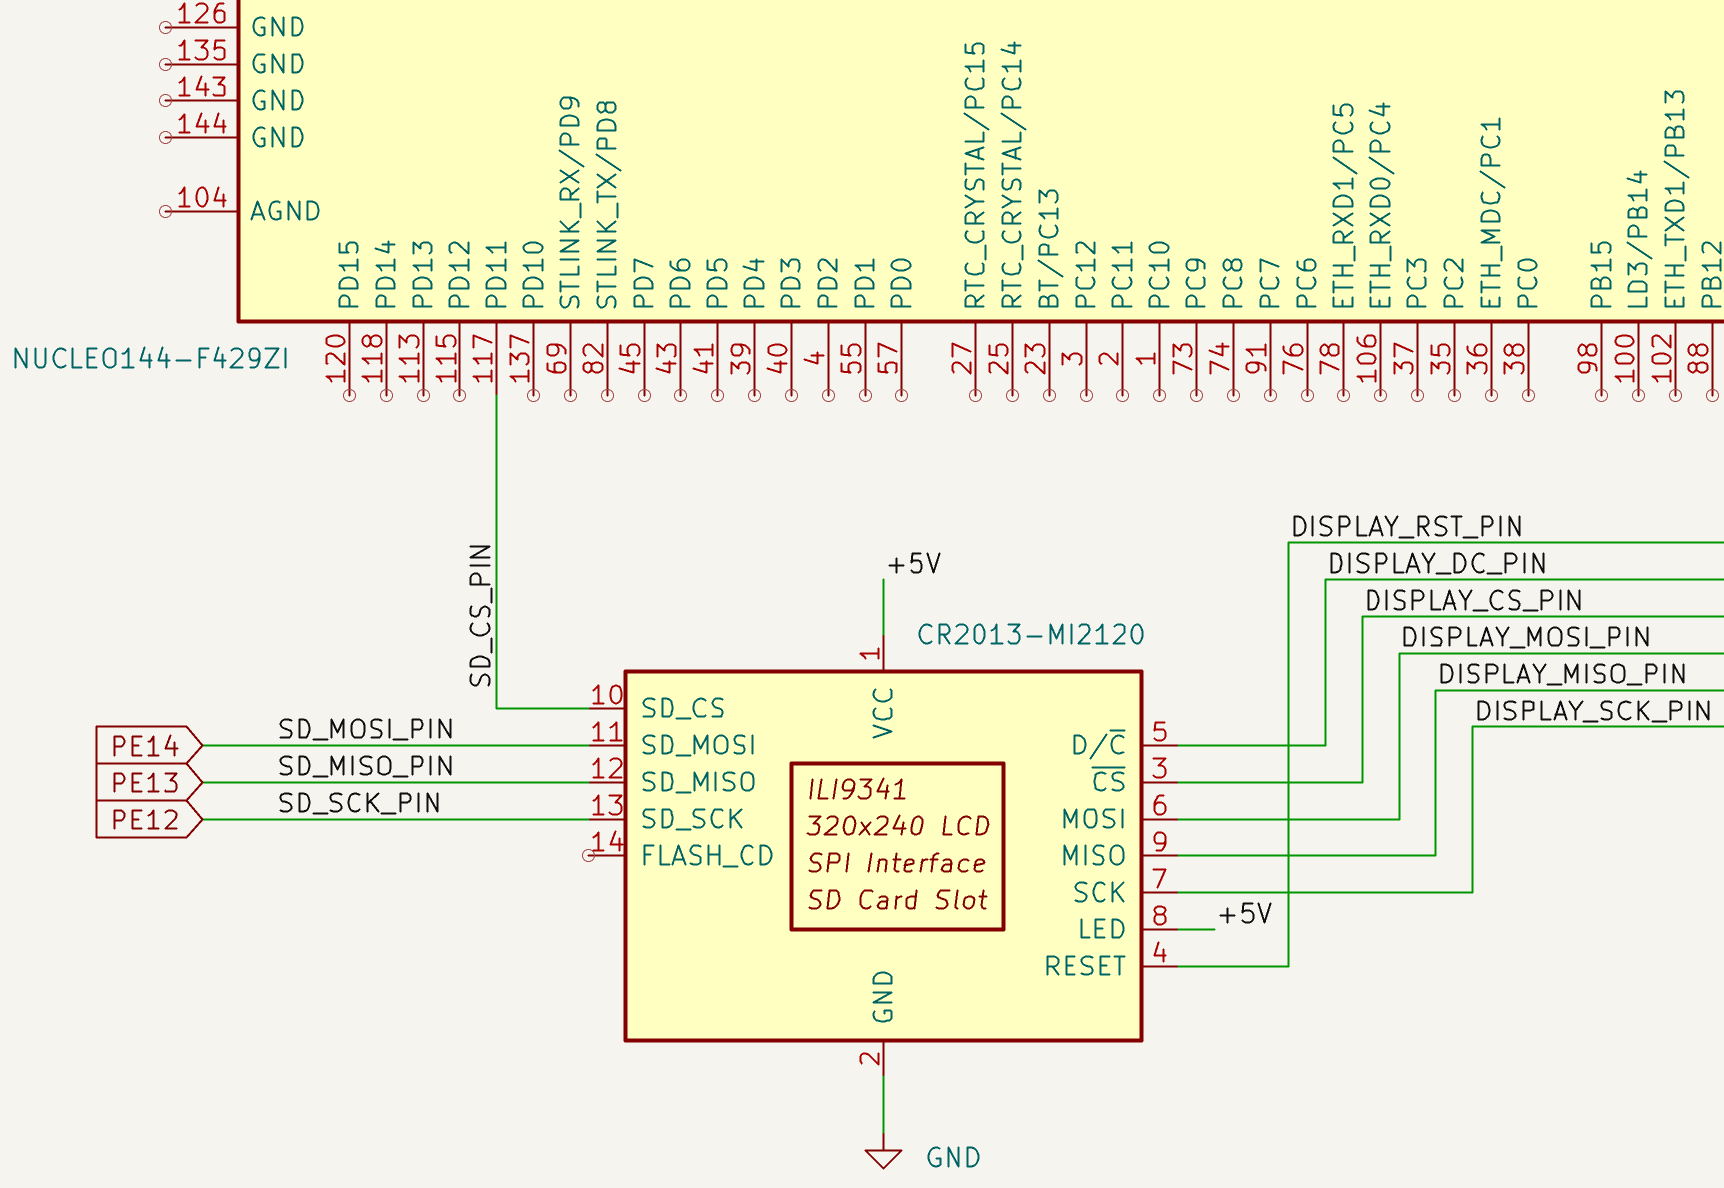 126 GND
135 GND
143 GND
144 GND
104 AGND
PD15
PD14
PD13
PD12
PD11
PD10
STLINK_RX/PD9
STLINK_TX/PD8
PD7
PD6
PD5
PD4
PD3
PD2
PD1
PD0
RTC_CRYSTAL/PC15
RTC_CRYSTAL/PC14
BT/PC13
PC12
PC11
PC10
PC9
PC8
PC7
PC6
ETH_RXD1/PC5
ETH_RXD0/PC4
PC3
PC2
ETH_MDC/PC1
PC0
PB15
LD3/PB14
ETH_TXD1/PB13
PB12
NUCLEO144-F429ZI
120
118
113
115
117
137
69
82
45
43
41
39
40
4
55
57
27
25
23
3
2
1
73
74
91
76
78
106
37
35
36
38
98
100
102
88
SD_CS_PIN
+5V
CR2013-MI2120
DISPLAY_RST_PIN
DISPLAY_DC_PIN
DISPLAY_CS_PIN
DISPLAY_MOSI_PIN
DISPLAY_MISO_PIN
DISPLAY_SCK_PIN
1
VCC
10 SD_CS
PE14 SD_MOSI_PIN 11 SD_MOSI
PE13 SD_MISO_PIN 12 SD_MISO
PE12 SD_SCK_PIN 13 SD_SCK
14 FLASH_CD
ILI9341
320x240 LCD
SPI Interface
SD Card Slot
D/C 5
CS 3
MOSI 6
MISO 9
SCK 7
LED 8 +5V
RESET 4
GND
2
GND